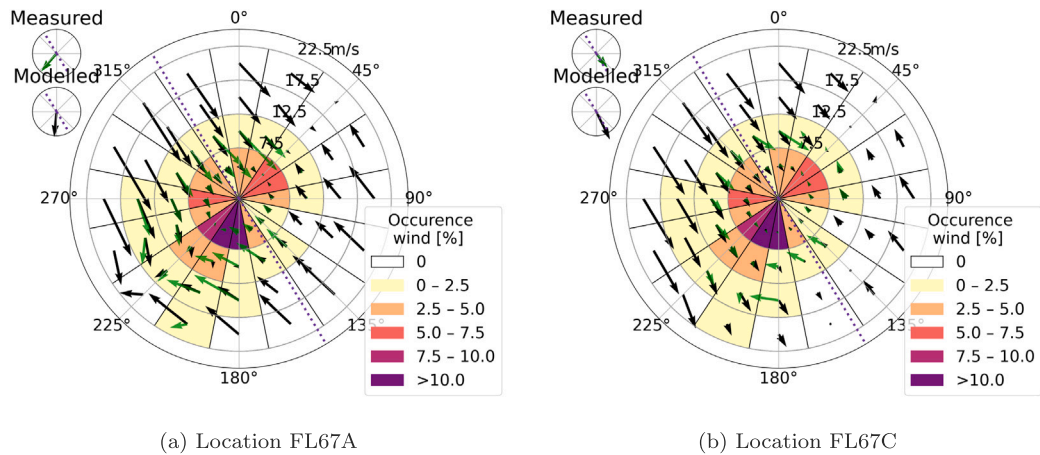 Measured
Modelled
0°
22.5m/s
17.5
12.5
7.5
45°
315°
270°
90°
225°
180°
135°
Occurence
wind [%]
0
0 – 2.5
2.5 – 5.0
5.0 – 7.5
7.5 – 10.0
>10.0
(a) Location FL67A
Measured
Modelled
0°
22.5m/s
17.5
12.5
7.5
45°
315°
270°
90°
225°
180°
135°
Occurence
wind [%]
0
0 – 2.5
2.5 – 5.0
5.0 – 7.5
7.5 – 10.0
>10.0
(b) Location FL67C